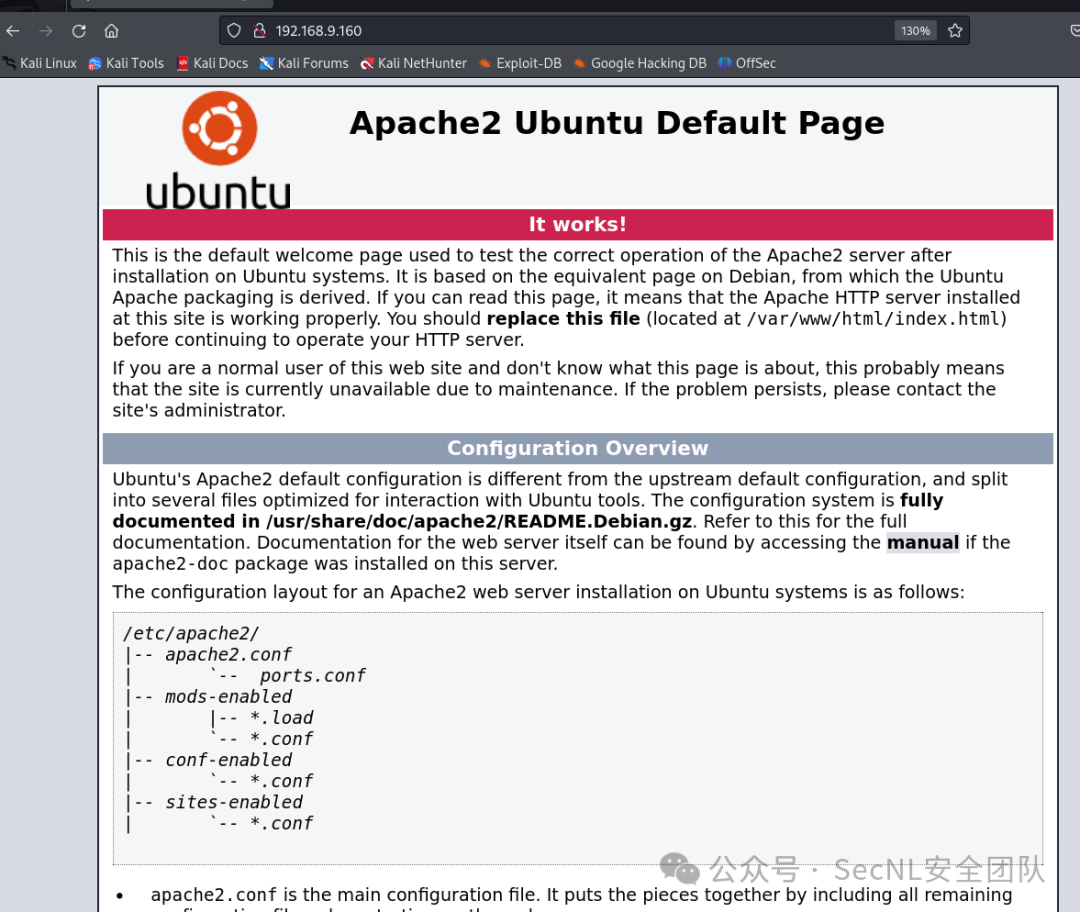 192.168.9.160
130%
Kali Linux Kali Tools Kali Docs Kali Forums Kali NetHunter Exploit-DB Google Hacking DB OffSec
Apache2 Ubuntu Default Page
ubuntu
It works!
This is the default welcome page used to test the correct operation of the Apache2 server after
installation on Ubuntu systems. It is based on the equivalent page on Debian, from which the Ubuntu
Apache packaging is derived. If you can read this page, it means that the Apache HTTP server installed
at this site is working properly. You should replace this file (located at /var/www/html/index.html)
before continuing to operate your HTTP server.
If you are a normal user of this web site and don't know what this page is about, this probably means
that the site is currently unavailable due to maintenance. If the problem persists, please contact the
site's administrator.
Configuration Overview
Ubuntu's Apache2 default configuration is different from the upstream default configuration, and split
into several files optimized for interaction with Ubuntu tools. The configuration system is fully
documented in /usr/share/doc/apache2/README.Debian.gz. Refer to this for the full
documentation. Documentation for the web server itself can be found by accessing the manual if the
apache2-doc package was installed on this server.
The configuration layout for an Apache2 web server installation on Ubuntu systems is as follows:
/etc/apache2/
|-- apache2.conf
|       `--  ports.conf
|-- mods-enabled
|       |-- *.load
|       `-- *.conf
|-- conf-enabled
|       `-- *.conf
|-- sites-enabled
|       `-- *.conf
公众号 · SecNL安全团队
• apache2.conf is the main configuration file. It puts the pieces together by including all remaining